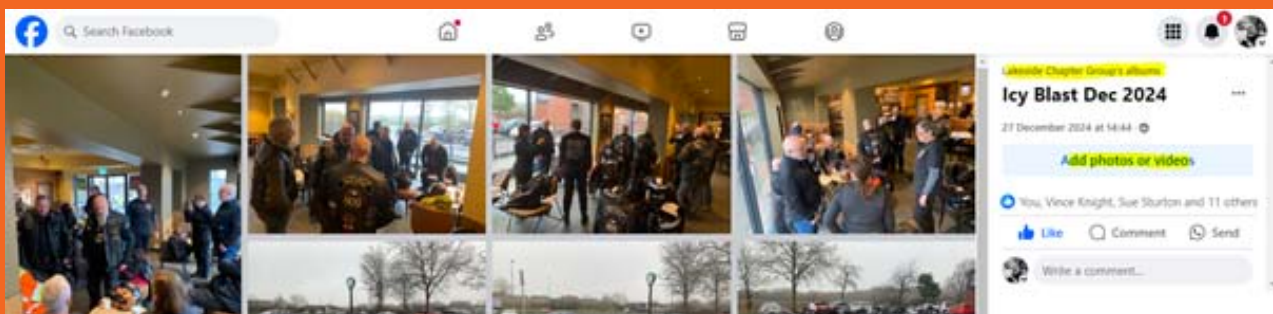 Search Facebook
1
Lakeside Chapter Group's albums
Icy Blast Dec 2024
27 December 2024 at 14:44
Add photos or videos
You, Vince Knight, Sue Sturton and 11 others
Like Comment Send
Write a comment...